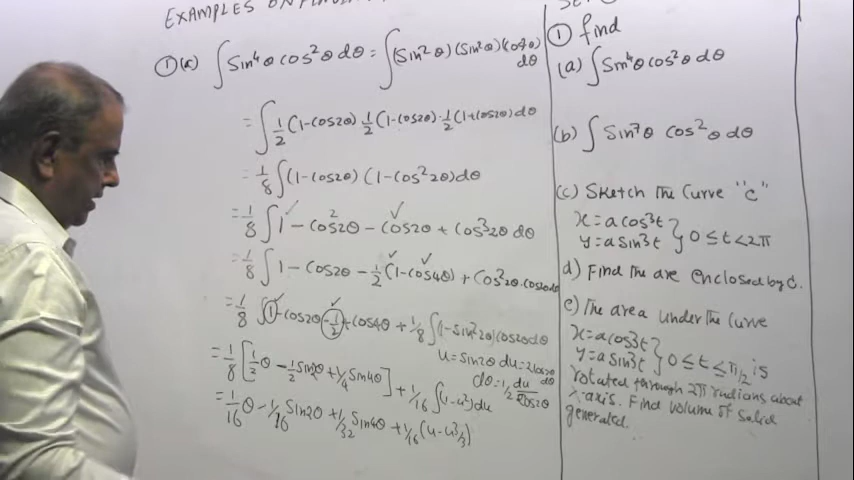 EXAMPLES ON
① (a) ∫ Sin⁴θ cos²θ dθ = ∫ (Sin²θ)(Sin²θ)(cos²θ) dθ
= ∫ 1/2 (1-cos2θ) 1/2 (1-cos2θ) · 1/2 (1+cos2θ) dθ
= 1/8 ∫ (1-cos2θ) (1-cos²2θ) dθ
= 1/8 ∫ 1 - cos²2θ - cos2θ + cos³2θ dθ
= 1/8 ∫ 1 - cos2θ - 1/2 (1-cos4θ) + cos²2θ.cos2θ dθ
= 1/8 ∫ 1 - cos2θ - 1/2 + cos4θ + 1/8 ∫ (1-sin²2θ) cos2θ dθ
u = sin2θ du = 2cos2θ dθ
dθ = 1/2 du/2cos2θ
= 1/8 [1/2 θ - 1/2 sin2θ + 1/4 sin4θ] + 1/16 ∫ (1-u²) du
= 1/16 θ - 1/16 sin2θ + 1/32 sin4θ + 1/16 (u - u³/3)
① find
(a) ∫ Sin⁴θ cos²θ dθ
(b) ∫ Sin⁷θ cos²θ dθ
(c) Sketch the Curve "C"
x = a cos³t
y = a sin³t } 0 ≤ t < 2π
d) Find the are enclosed by C.
e) The area under the curve
x = a cos³t
y = a sin³t } 0 ≤ t ≤ π/2 is
rotated through 2π radians about
x-axis. Find volume of solid
generated.